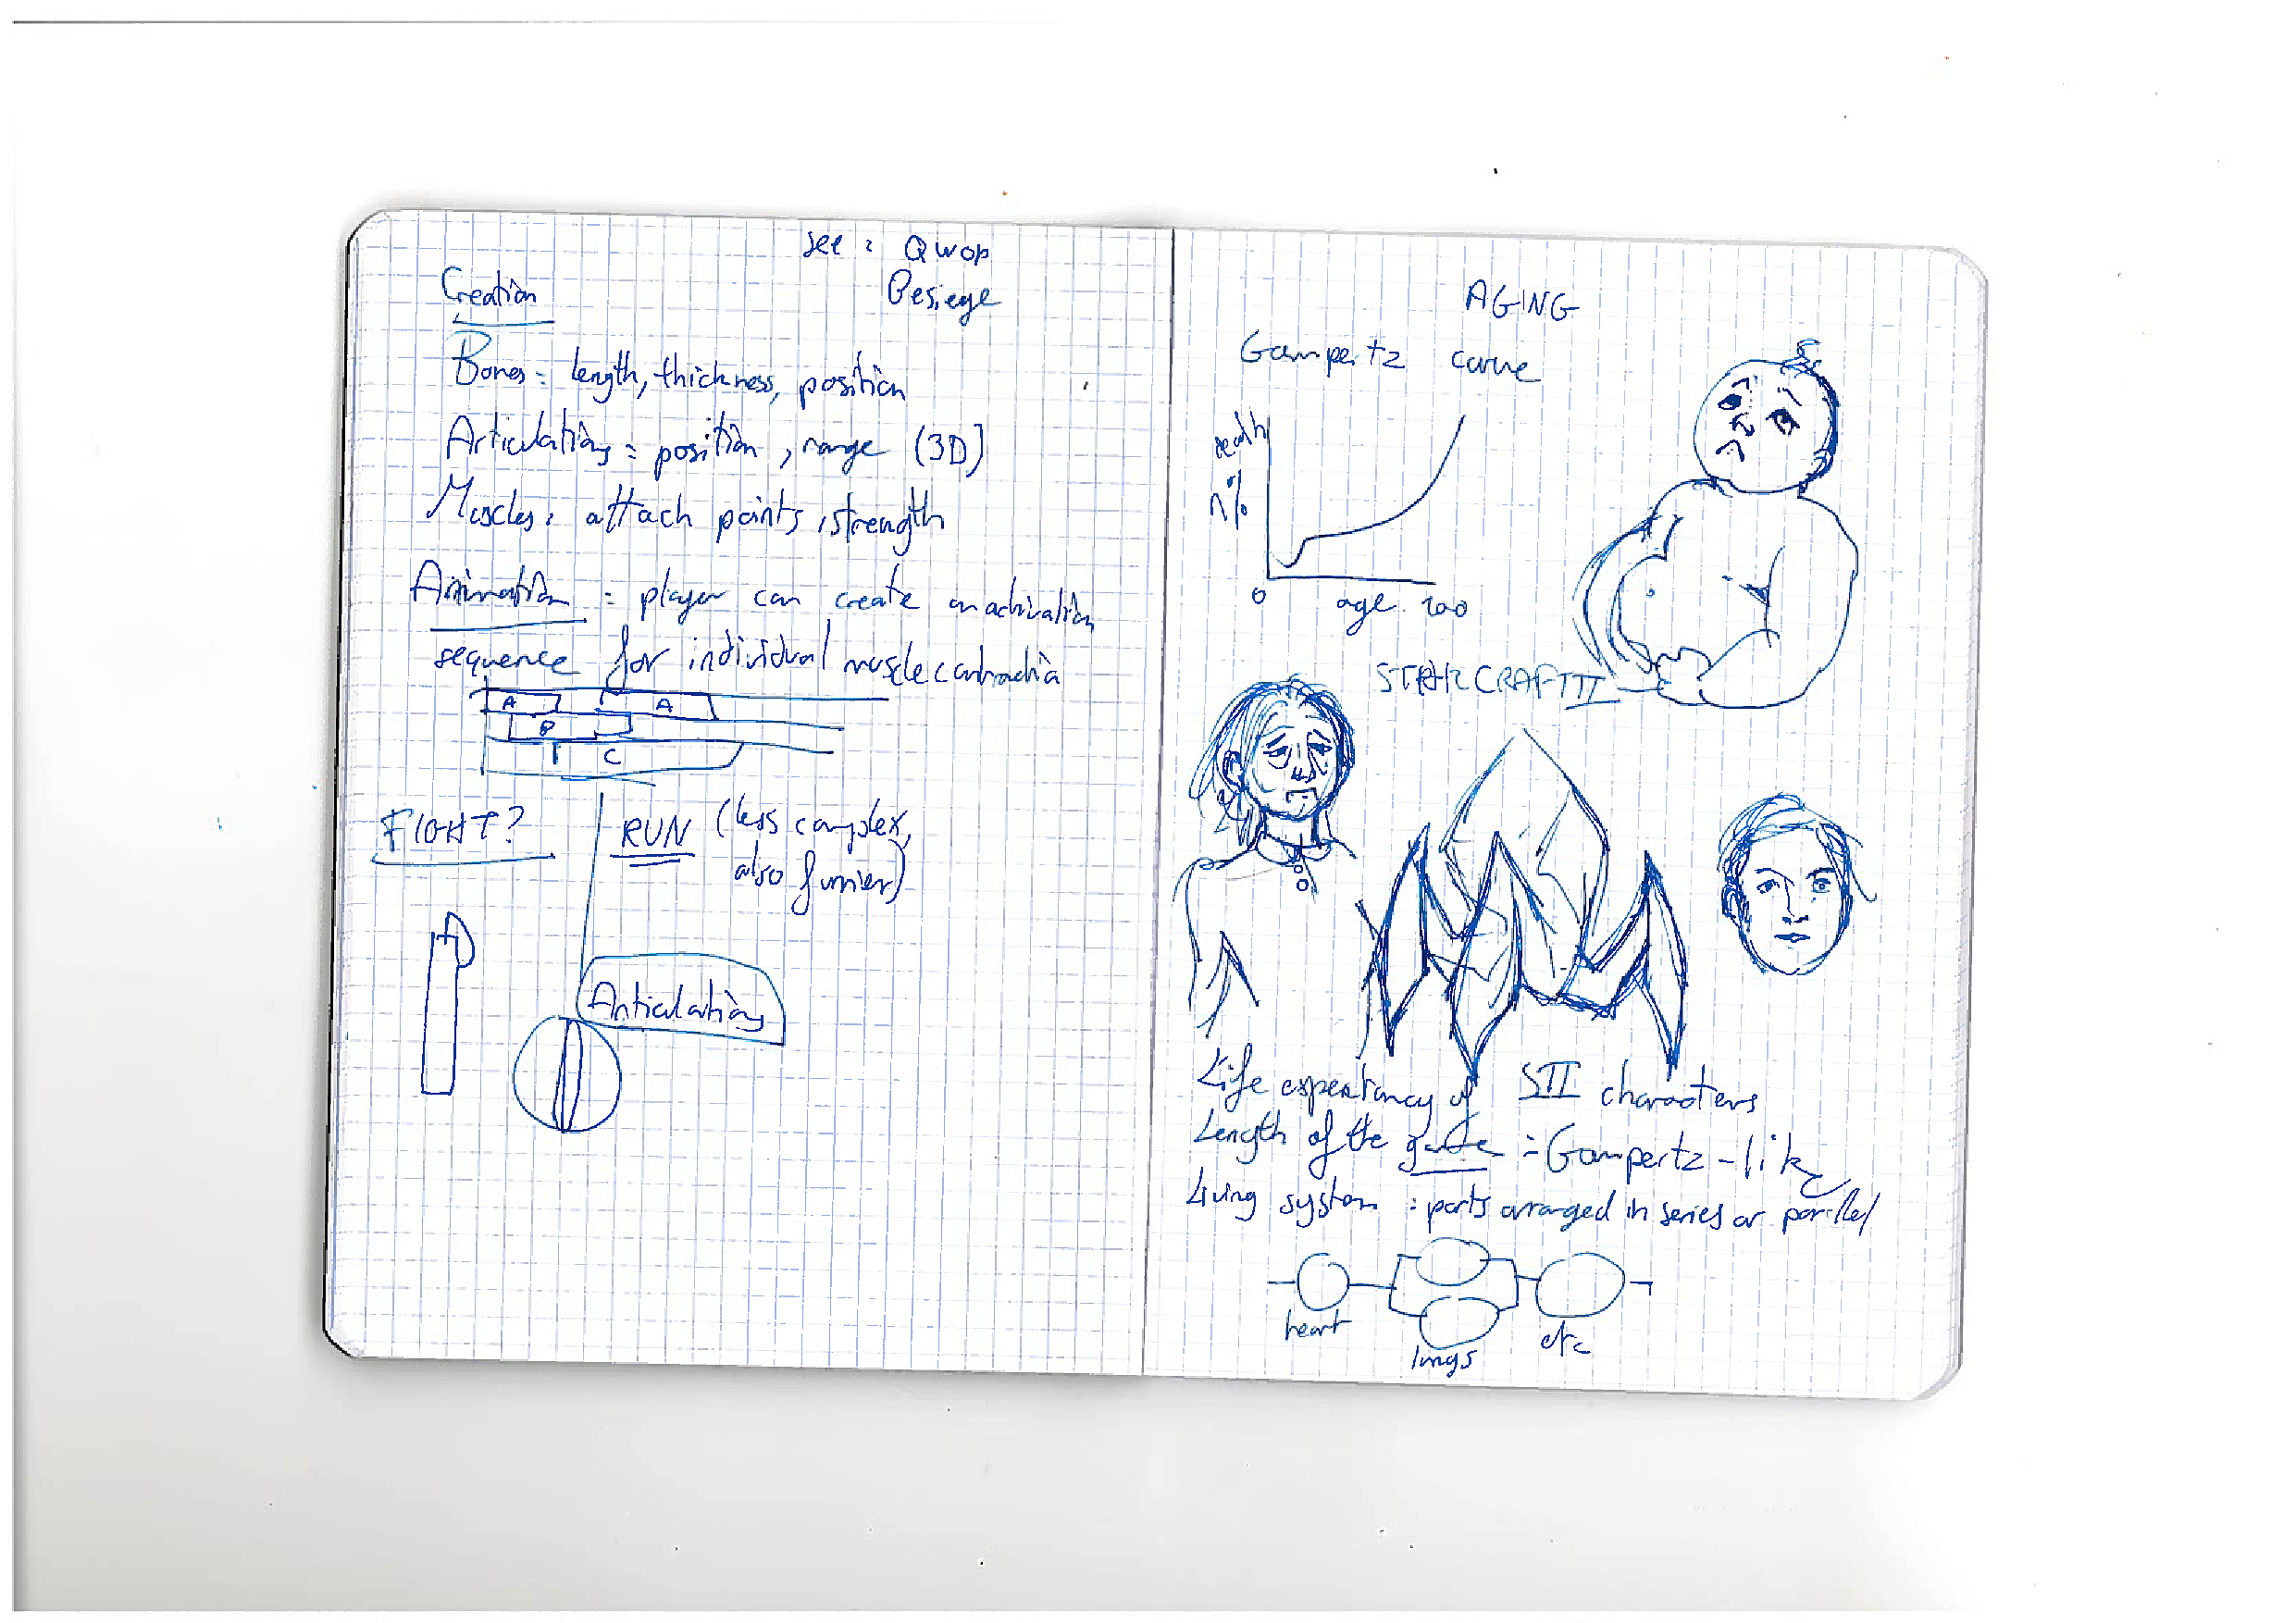 see : QWOP
Besiege
Creation
Bones : length, thickness, position
Articulations : position, range (3D)
Muscles : attach points, strength
Animation : player can create an activation
sequence for individual muscle contraction
A A
B
C
FIGHT? RUN (less complex,
also funnier)
Articulations
AGING
Gompertz curve
death
n%
0 age 100
STARCRAFT II
Life expectancy of STII characters
Length of the game = Gompertz-like
Living system : parts arranged in series or parallel
heart
lungs
etc